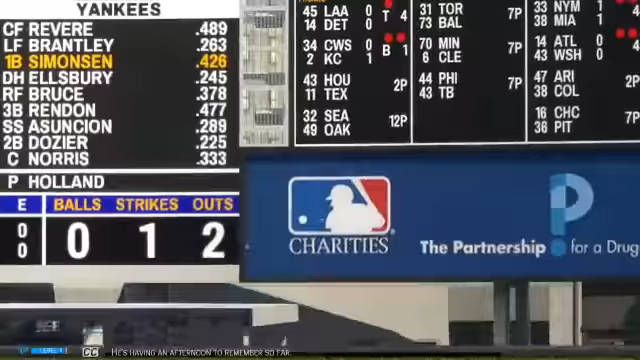 YANKEES
CF REVERE .489
LF BRANTLEY .263
1B SIMONSEN .426
DH ELLSBURY .245
RF BRUCE .378
3B RENDON .477
SS ASUNCION .289
2B DOZIER .225
C NORRIS .333
P HOLLAND
E BALLS STRIKES OUTS
0
0 0 1 2
45 LAA 0 T 4
14 DET 0
34 CWS 0 B 1
2 KC 1
43 HOU 2P
11 TEX
32 SEA 12P
49 OAK
31 TOR 7P
73 BAL
70 MIN 7P
6 CLE
44 PHI 7P
43 TB
33 NYM 1 4
38 MIA 1
14 ATL 0 4
43 WSH 0
47 ARI 2P
38 COL
16 CHC 7P
36 PIT
CHARITIES
The Partnership for a Drug
LEVEL
CC HE'S HAVING AN AFTERNOON TO REMEMBER SO FAR.